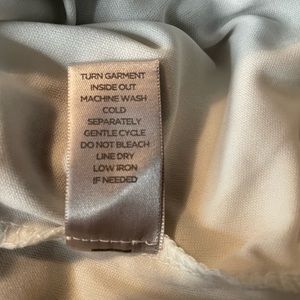 TURN GARMENT
INSIDE OUT
MACHINE WASH
COLD
SEPARATELY
GENTLE CYCLE
DO NOT BLEACH
LINE DRY
LOW IRON
IF NEEDED